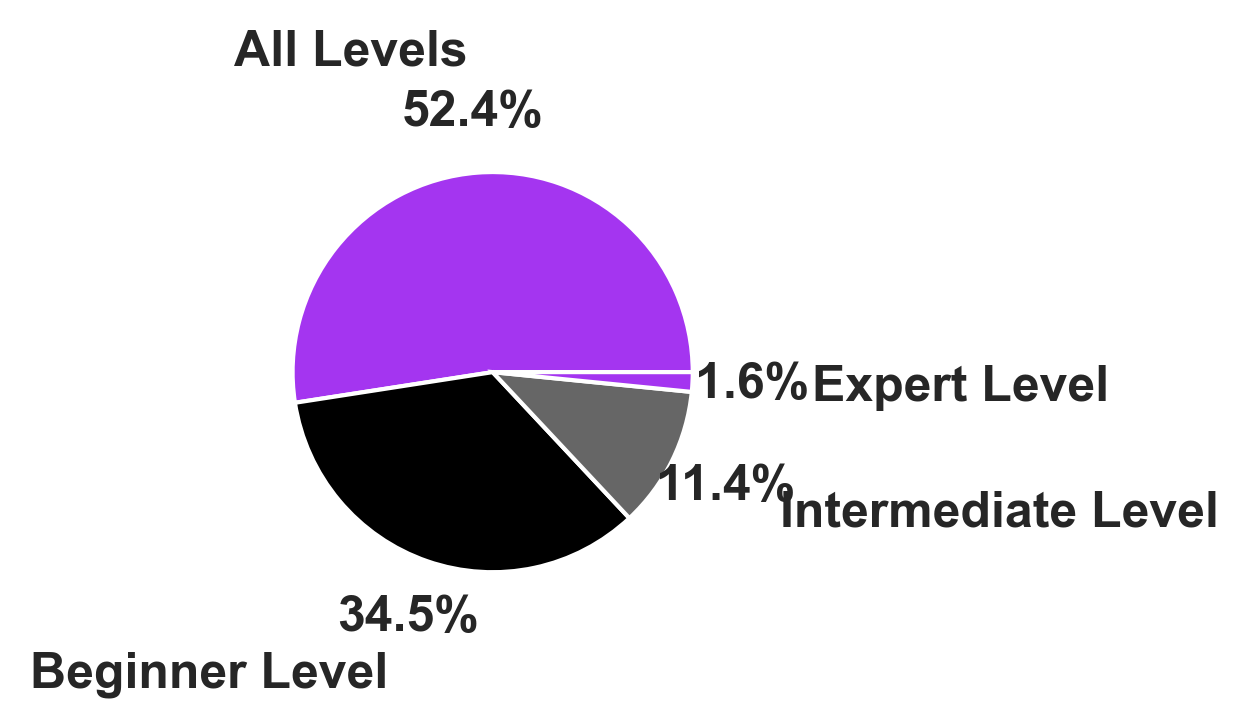 All Levels
52.4%
1.6%
Expert Level
11.4%
Intermediate Level
34.5%
Beginner Level